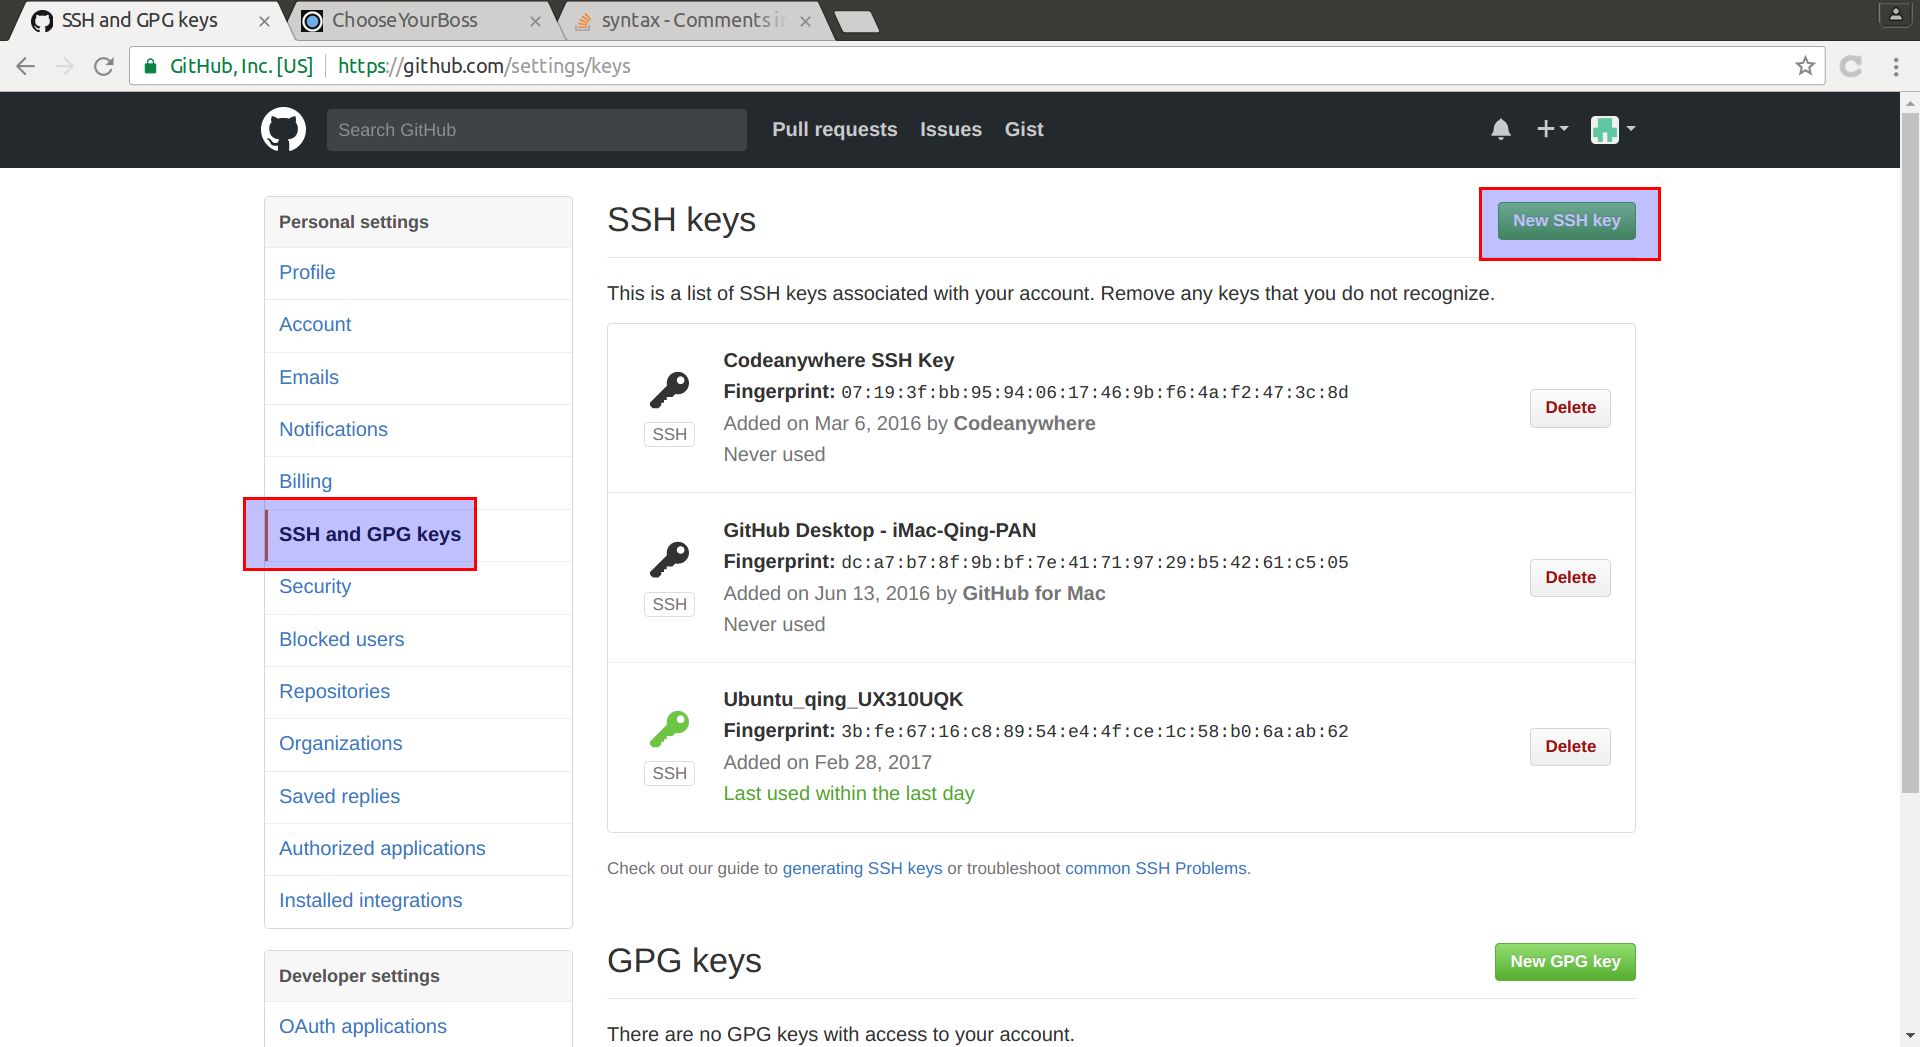 SSH and GPG keys
ChooseYourBoss
syntax - Comments in
GitHub, Inc. [US]
https://github.com/settings/keys
Search GitHub
Pull requests
Issues
Gist
Personal settings
Profile
Account
Emails
Notifications
Billing
SSH and GPG keys
Security
Blocked users
Repositories
Organizations
Saved replies
Authorized applications
Installed integrations
Developer settings
OAuth applications
SSH keys
New SSH key
This is a list of SSH keys associated with your account. Remove any keys that you do not recognize.
SSH
Codeanywhere SSH Key
Fingerprint: 07:19:3f:bb:95:94:06:17:46:9b:f6:4a:f2:47:3c:8d
Added on Mar 6, 2016 by Codeanywhere
Never used
Delete
SSH
GitHub Desktop - iMac-Qing-PAN
Fingerprint: dc:a7:b7:8f:9b:bf:7e:41:71:97:29:b5:42:61:c5:05
Added on Jun 13, 2016 by GitHub for Mac
Never used
Delete
SSH
Ubuntu_qing_UX310UQK
Fingerprint: 3b:fe:67:16:c8:89:54:e4:4f:ce:1c:58:b0:6a:ab:62
Added on Feb 28, 2017
Last used within the last day
Delete
Check out our guide to generating SSH keys or troubleshoot common SSH Problems.
GPG keys
New GPG key
There are no GPG keys with access to your account.